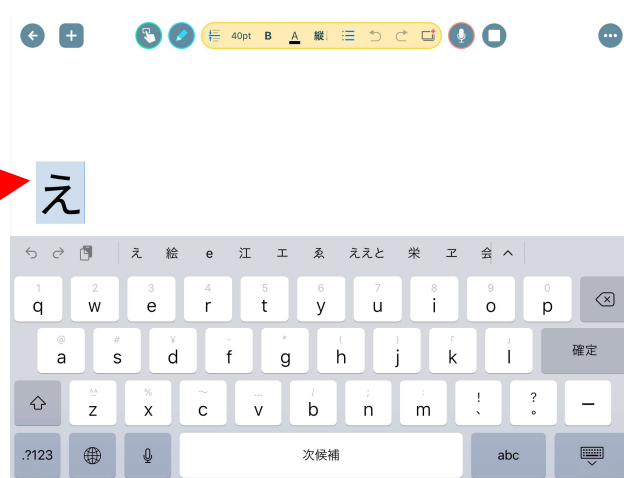 40pt B A 縦
え
え 絵 e 江 エ ゑ ええと 栄 ヱ 会
1 2 3 4 5 6 7 8 9 0
q w e r t y u i o p
@ # ¥ - * ( ) 「 」
a s d f g h j k l 確定
^^ % 〜 … / ; : ! ?
z x c v b n m 、 。 ー
.?123 次候補 abc